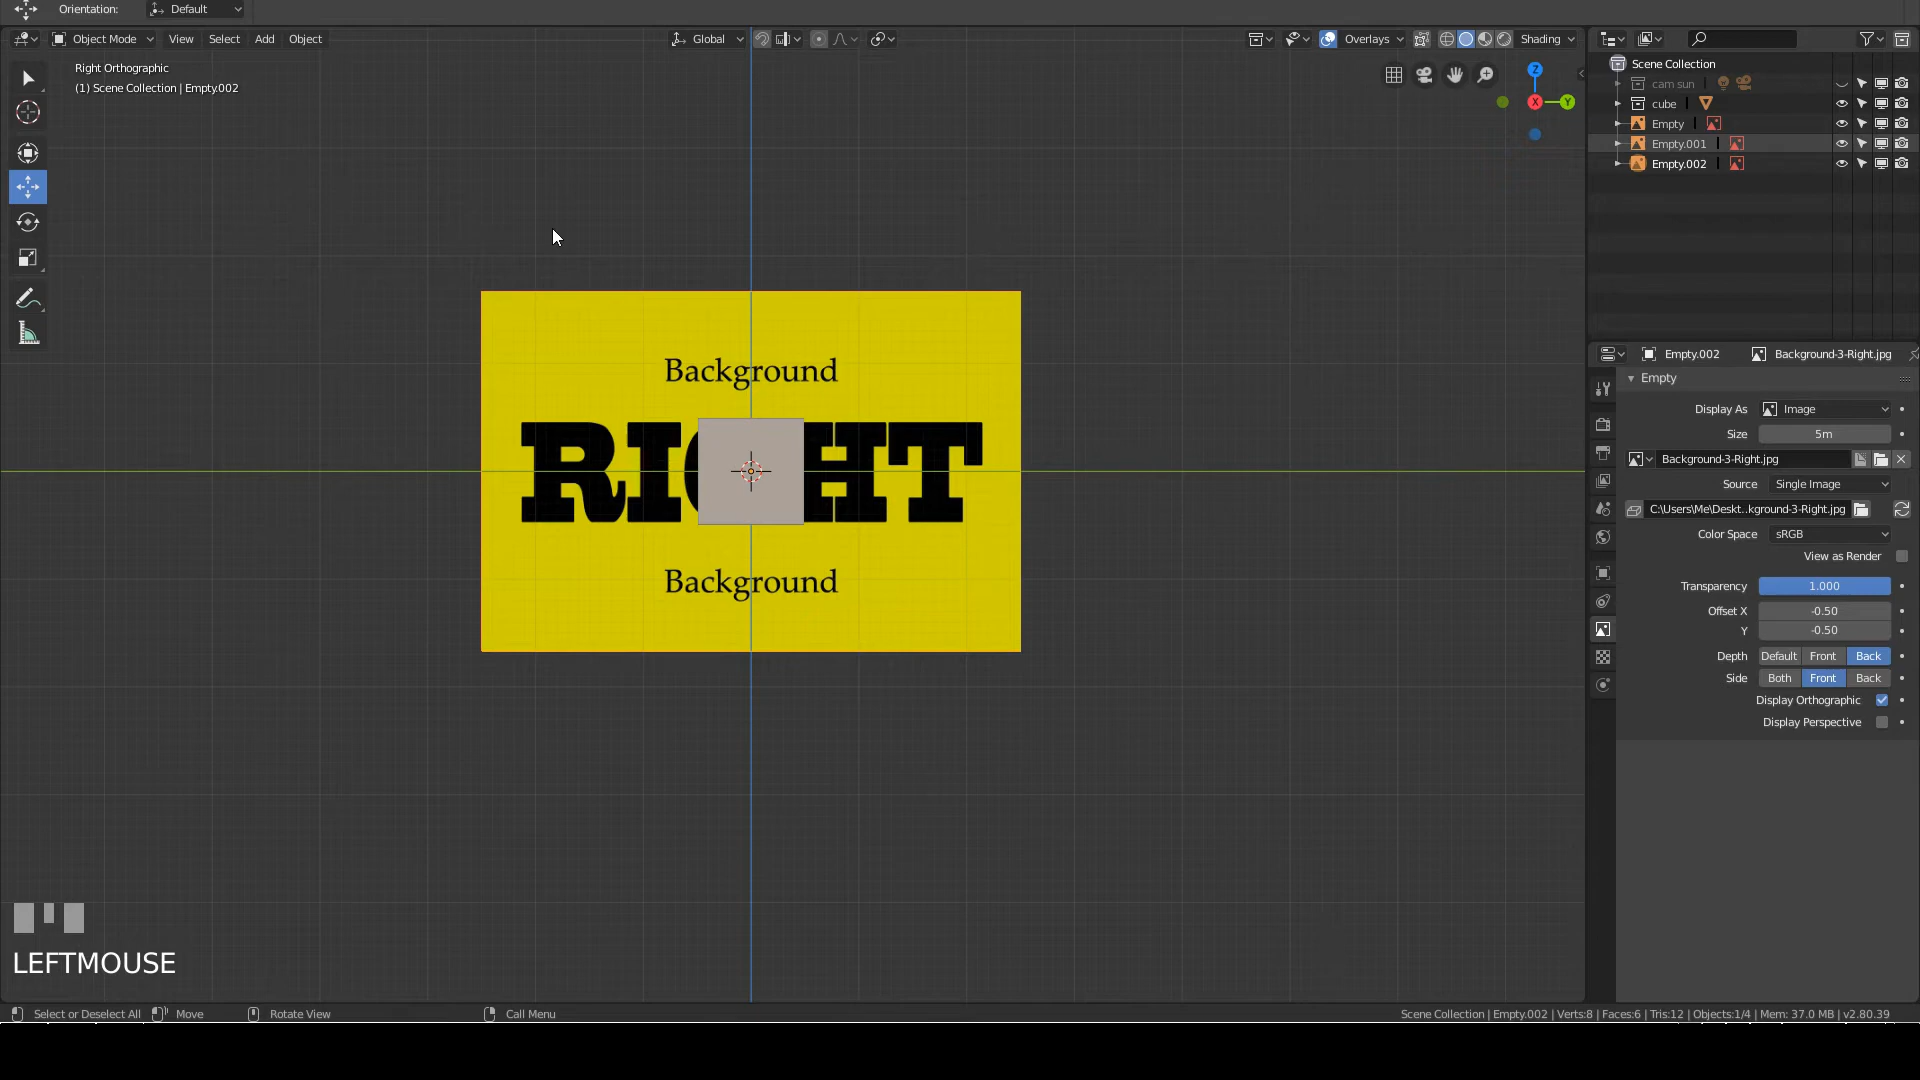 Orientation: Default
Object Mode View Select Add Object Global Overlays Shading
Right Orthographic
(1) Scene Collection | Empty.002
Z
X Y
Background
RIGHT
Background
LEFTMOUSE
Scene Collection
cam sun
cube
Empty
Empty.001
Empty.002
Empty.002 Background-3-Right.jpg
Empty
Display As Image
Size 5m
Background-3-Right.jpg
Source Single Image
C:\Users\Me\Deskt..kground-3-Right.jpg
Color Space sRGB
View as Render
Transparency 1.000
Offset X -0.50
Y -0.50
Depth Default Front Back
Side Both Front Back
Display Orthographic
Display Perspective
Select or Deselect All Move Rotate View Call Menu Scene Collection | Empty.002 | Verts:8 | Faces:6 | Tris:12 | Objects:1/4 | Mem: 37.0 MB | v2.80.39